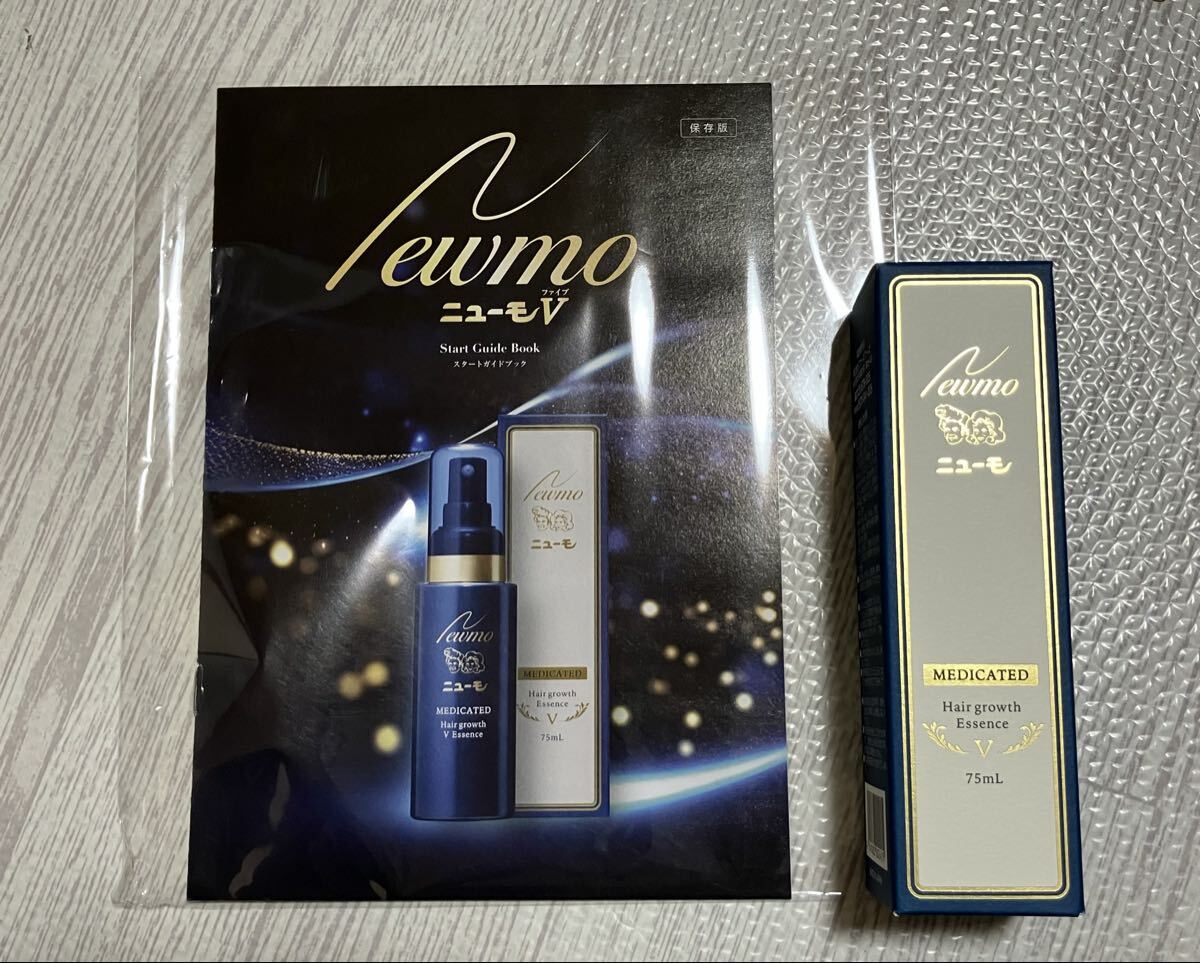 保存版
Newmo
ファイブ
ニューモV
Start Guide Book
スタートガイドブック
Newmo
ニューモ
MEDICATED
Hair growth
Essence
V
75mL
Newmo
ニューモ
MEDICATED
Hair growth
V Essence
Newmo
ニューモ
MEDICATED
Hair growth
Essence
V
75mL